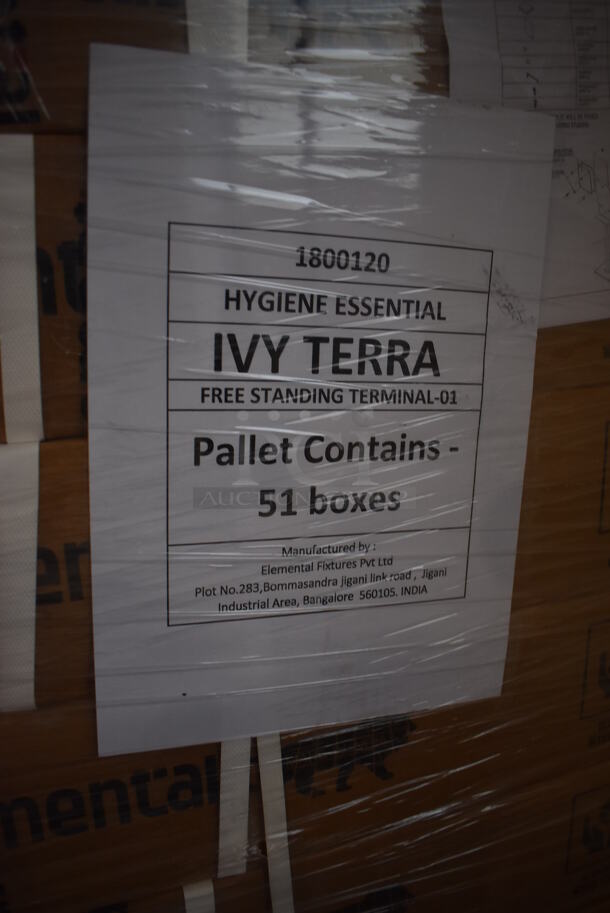 1800120
HYGIENE ESSENTIAL
IVY TERRA
FREE STANDING TERMINAL-01
Pallet Contains -
51 boxes
Manufactured by :
Elemental Fixtures Pvt Ltd
Plot No.283,Bommasandra jigani link road , Jigani
Industrial Area, Bangalore 560105. INDIA
mental